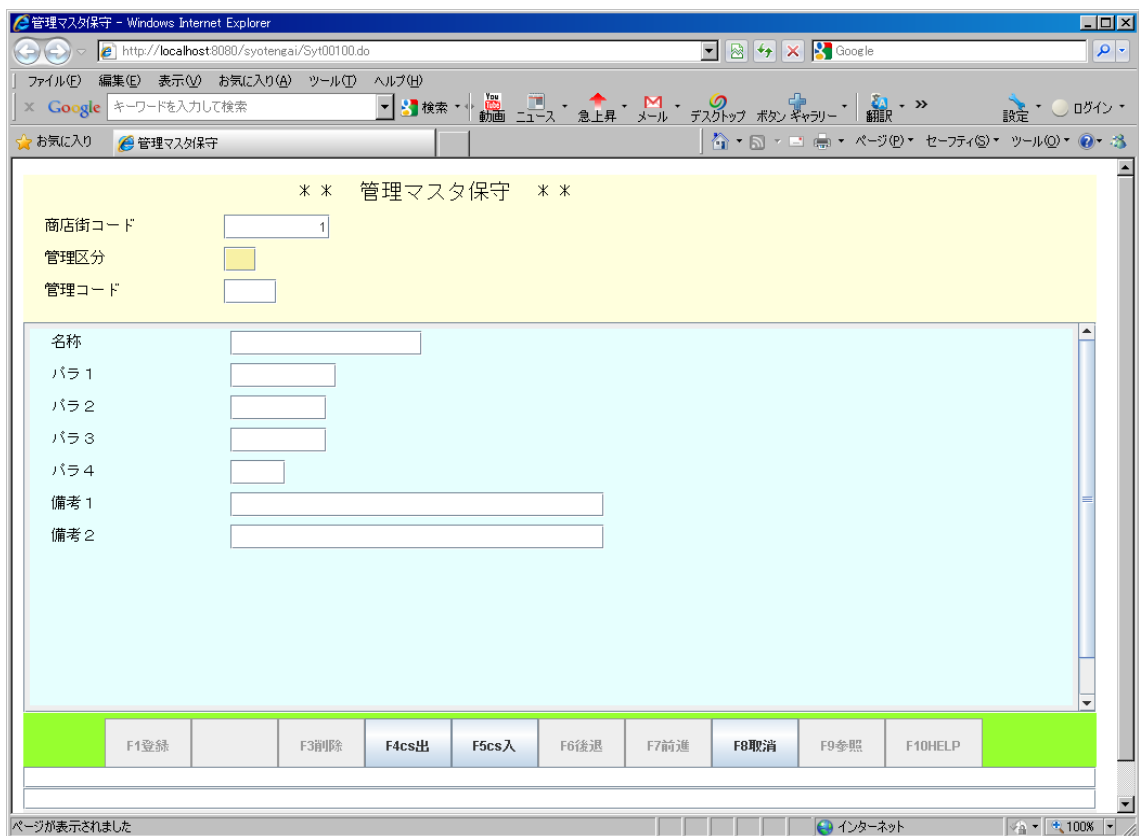 管理マスタ保守 - Windows Internet Explorer
http://localhost:8080/syotengai/Syt00100.do
Google
ファイル(F) 編集(E) 表示(V) お気に入り(A) ツール(T) ヘルプ(H)
× Google キーワードを入力して検索 検索 You Tube 動画 ニュース 急上昇 メール デスクトップ ボタン ギャラリー 翻訳 » 設定 ログイン
お気に入り 管理マスタ保守 ページ(P) セーフティ(S) ツール(O)
** 管理マスタ保守 **
商店街コード 1
管理区分
管理コード
名称
パラ1
パラ2
パラ3
パラ4
備考1
備考2
F1登録 F3削除 F4cs出 F5cs入 F6後退 F7前進 F8取消 F9参照 F10HELP
ページが表示されました インターネット 100%